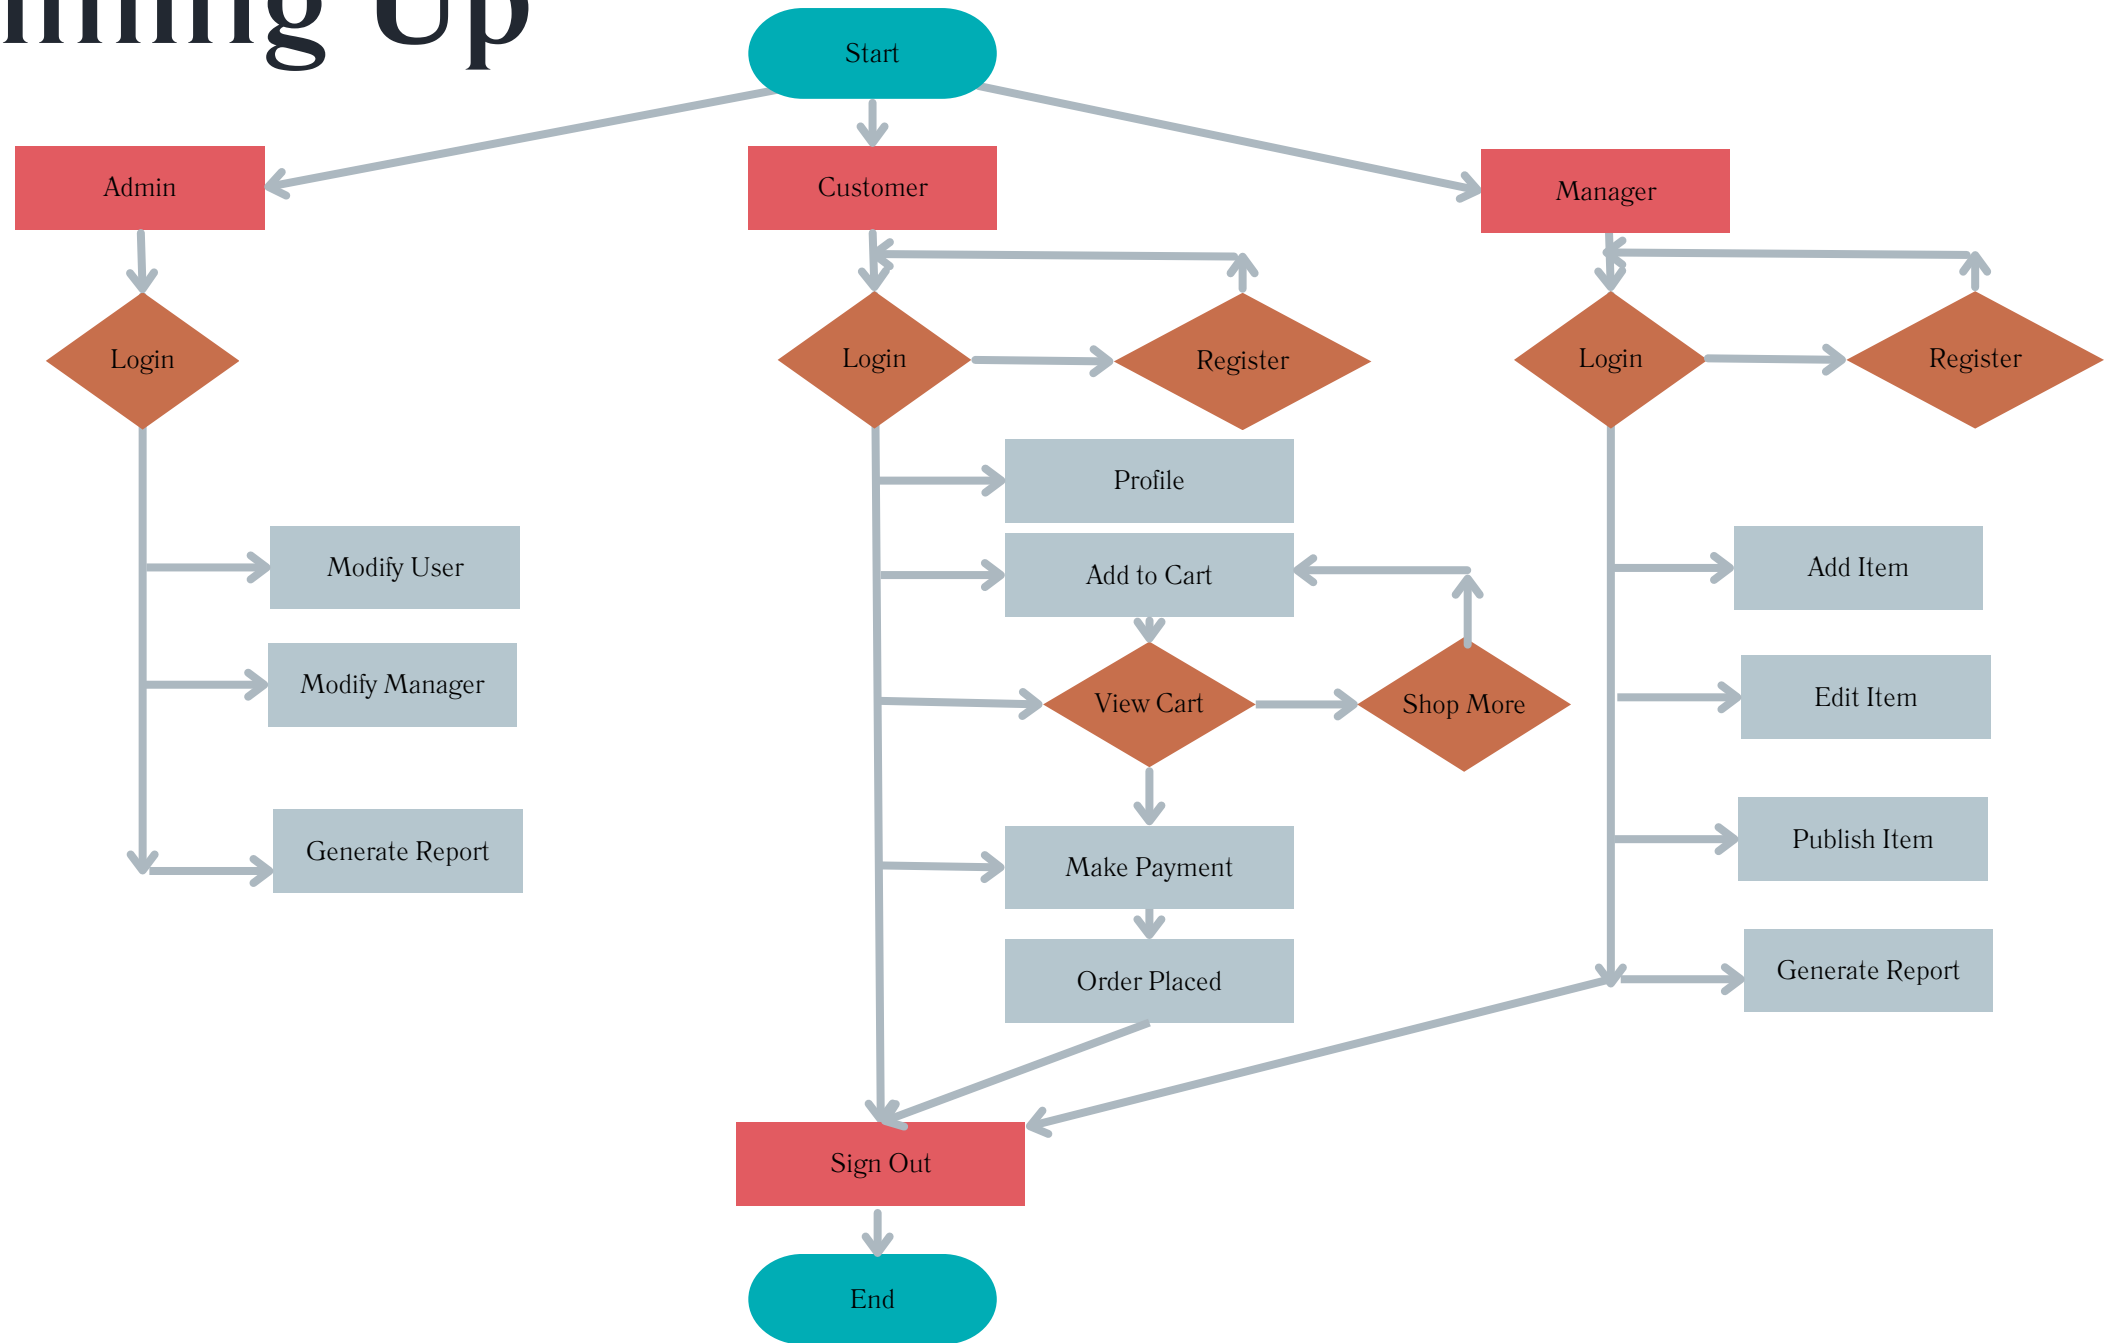 Up
Start
Admin
Customer
Manager
Login
Login
Register
Login
Register
Profile
Modify User
Add to Cart
Add Item
Modify Manager
View Cart
Shop More
Edit Item
Generate Report
Make Payment
Publish Item
Order Placed
Generate Report
Sign Out
End